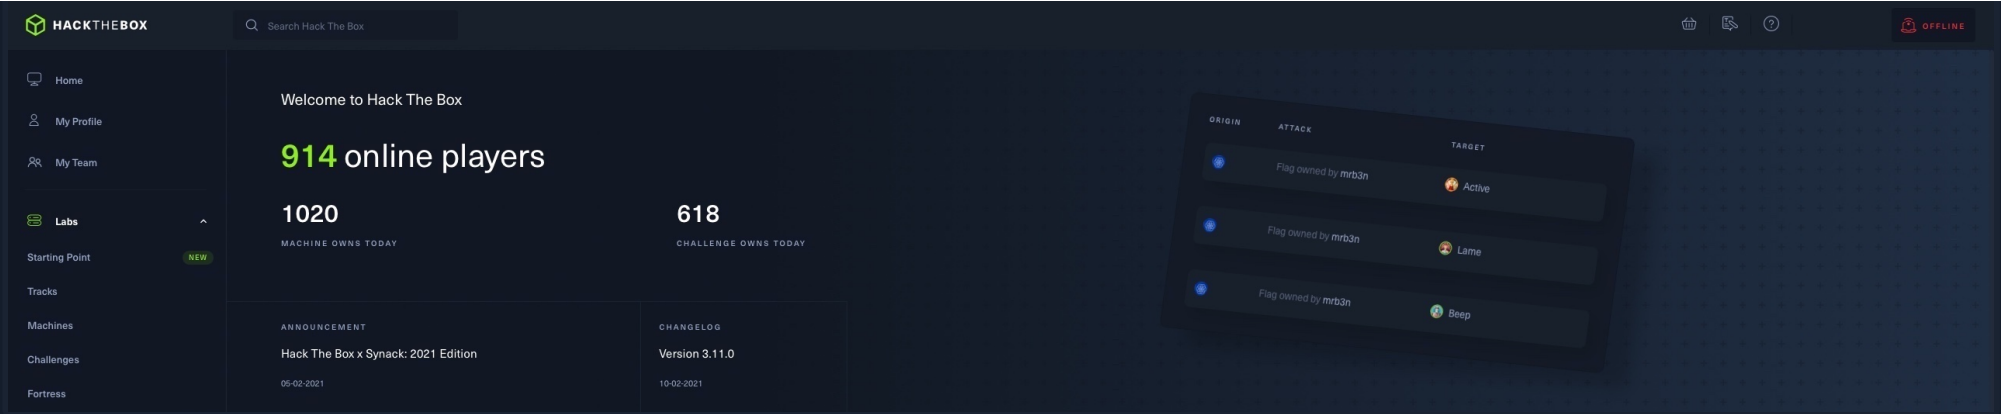 HACKTHEBOX
Search Hack The Box
OFFLINE
Home
My Profile
My Team
Labs
Starting Point NEW
Tracks
Machines
Challenges
Fortress
Welcome to Hack The Box
914 online players
1020
MACHINE OWNS TODAY
618
CHALLENGE OWNS TODAY
ANNOUNCEMENT
Hack The Box x Synack: 2021 Edition
05-02-2021
CHANGELOG
Version 3.11.0
10-02-2021
ORIGIN ATTACK TARGET
Flag owned by mrb3n Active
Flag owned by mrb3n Lame
Flag owned by mrb3n Beep